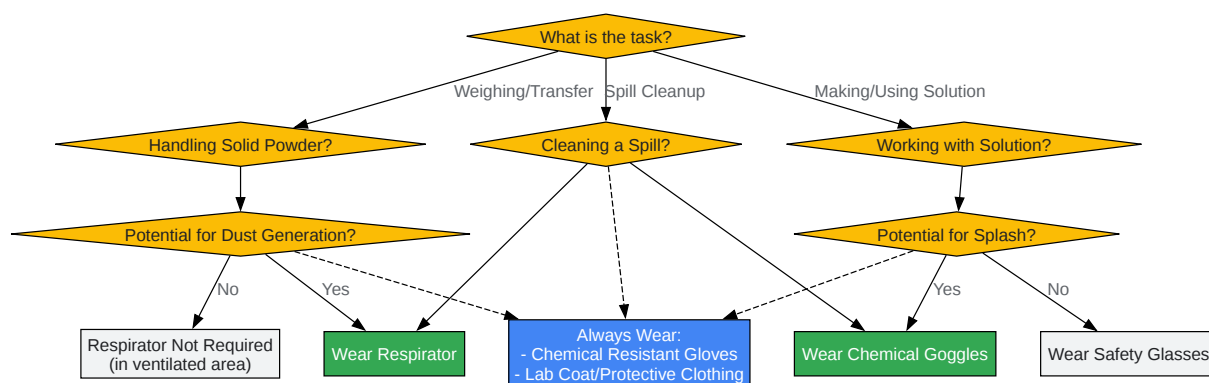 What is the task?
Weighing/Transfer
Spill Cleanup
Making/Using Solution
Handling Solid Powder?
Cleaning a Spill?
Working with Solution?
Potential for Dust Generation?
Potential for Splash?
No
Yes
Yes
No
Respirator Not Required
(in ventilated area)
Wear Respirator
Always Wear:
- Chemical Resistant Gloves
- Lab Coat/Protective Clothing
Wear Chemical Goggles
Wear Safety Glasses